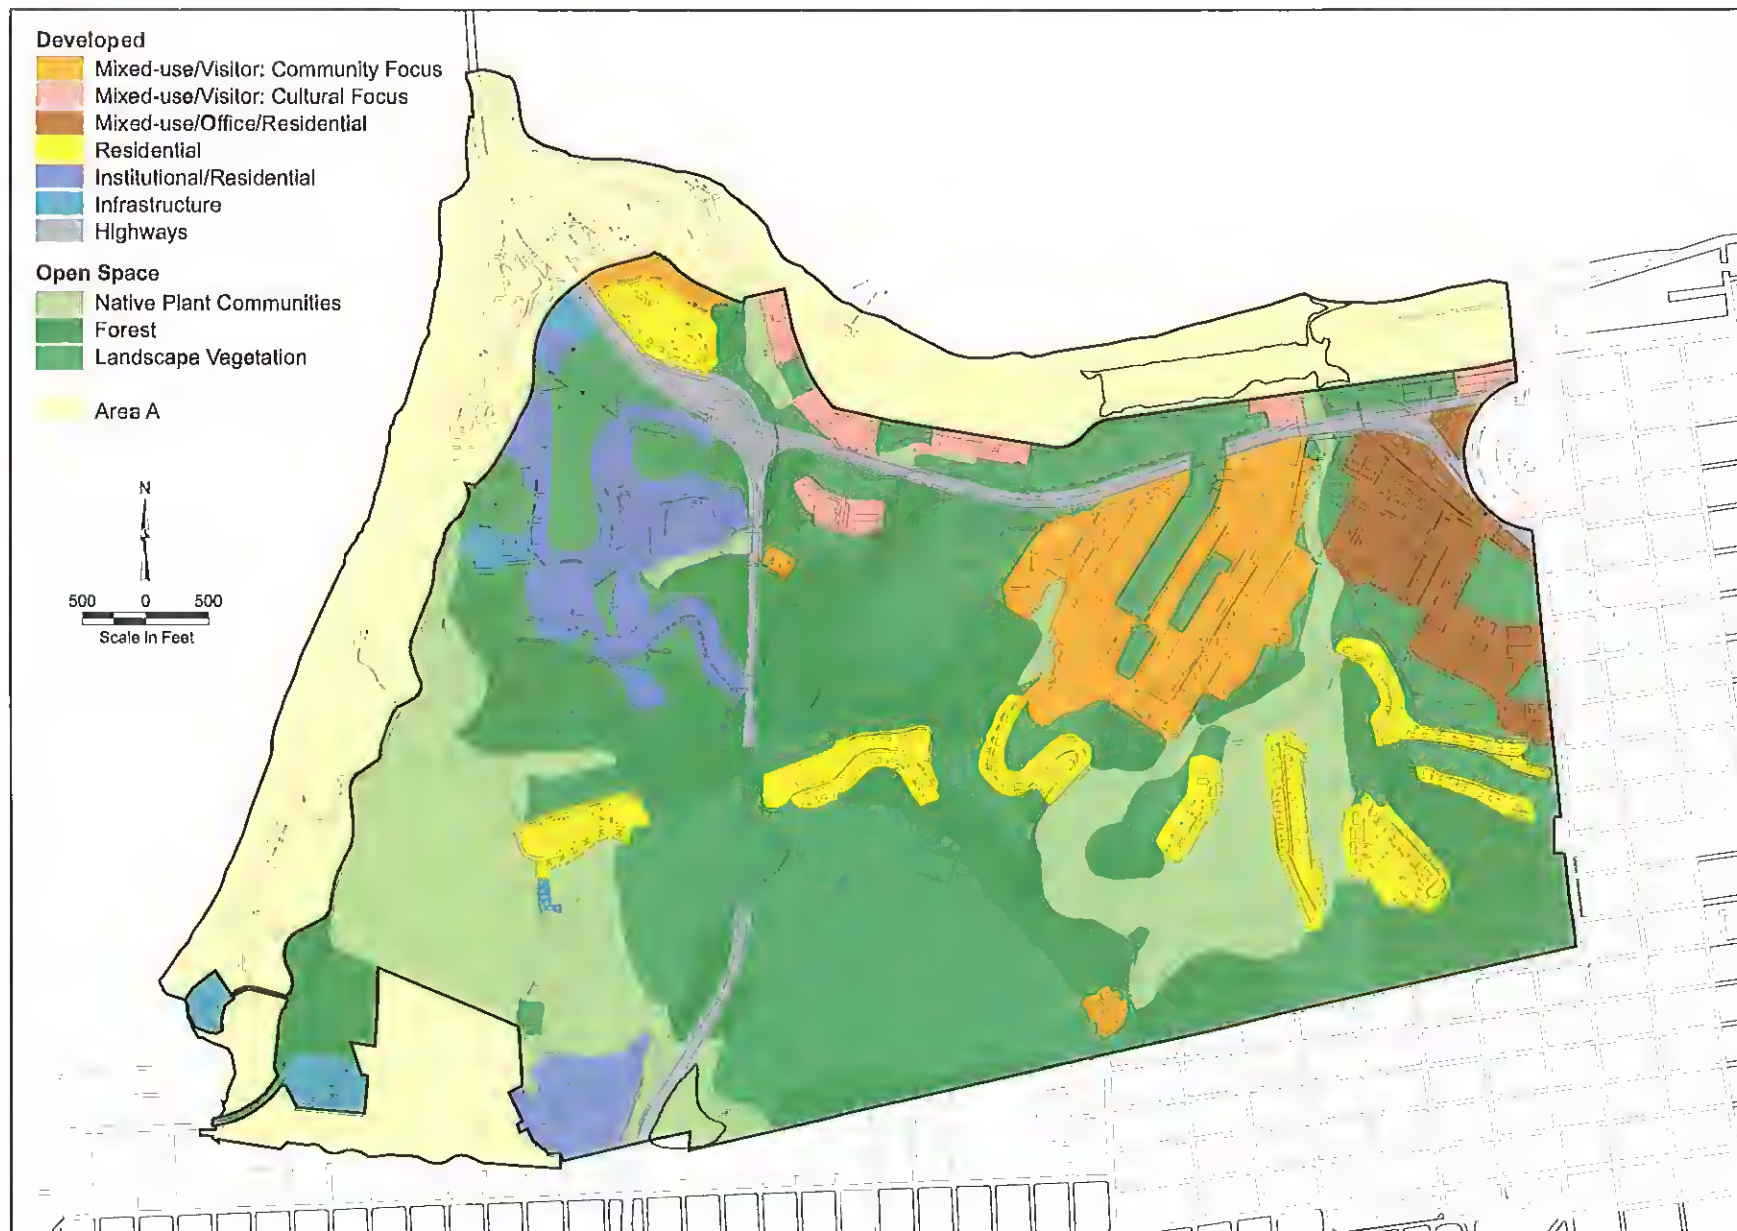 Developed
Mixed-use/Visitor: Community Focus
Mixed-use/Visitor: Cultural Focus
Mixed-use/Office/Residential
Residential
Institutional/Residential
Infrastructure
Highways
Open Space
Native Plant Communities
Forest
Landscape Vegetation
Area A
N
500 0 500
Scale In Feet